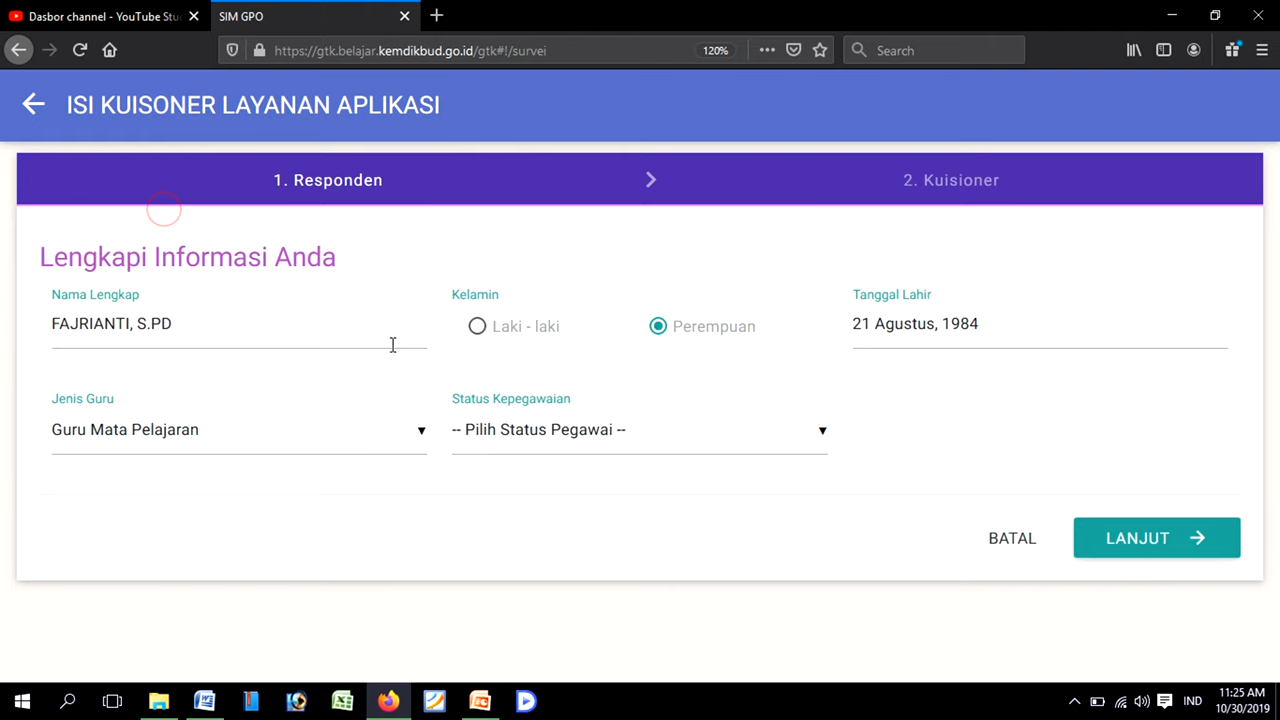 Dasbor channel - YouTube Stu
SIM GPO
https://gtk.belajar.kemdikbud.go.id/gtk#!/survei
120%
Search
ISI KUISONER LAYANAN APLIKASI
1. Responden
2. Kuisioner
Lengkapi Informasi Anda
Nama Lengkap
Kelamin
Tanggal Lahir
FAJRIANTI, S.PD
Laki - laki
Perempuan
21 Agustus, 1984
Jenis Guru
Status Kepegawaian
Guru Mata Pelajaran
-- Pilih Status Pegawai --
BATAL
LANJUT
IND
11:25 AM
10/30/2019